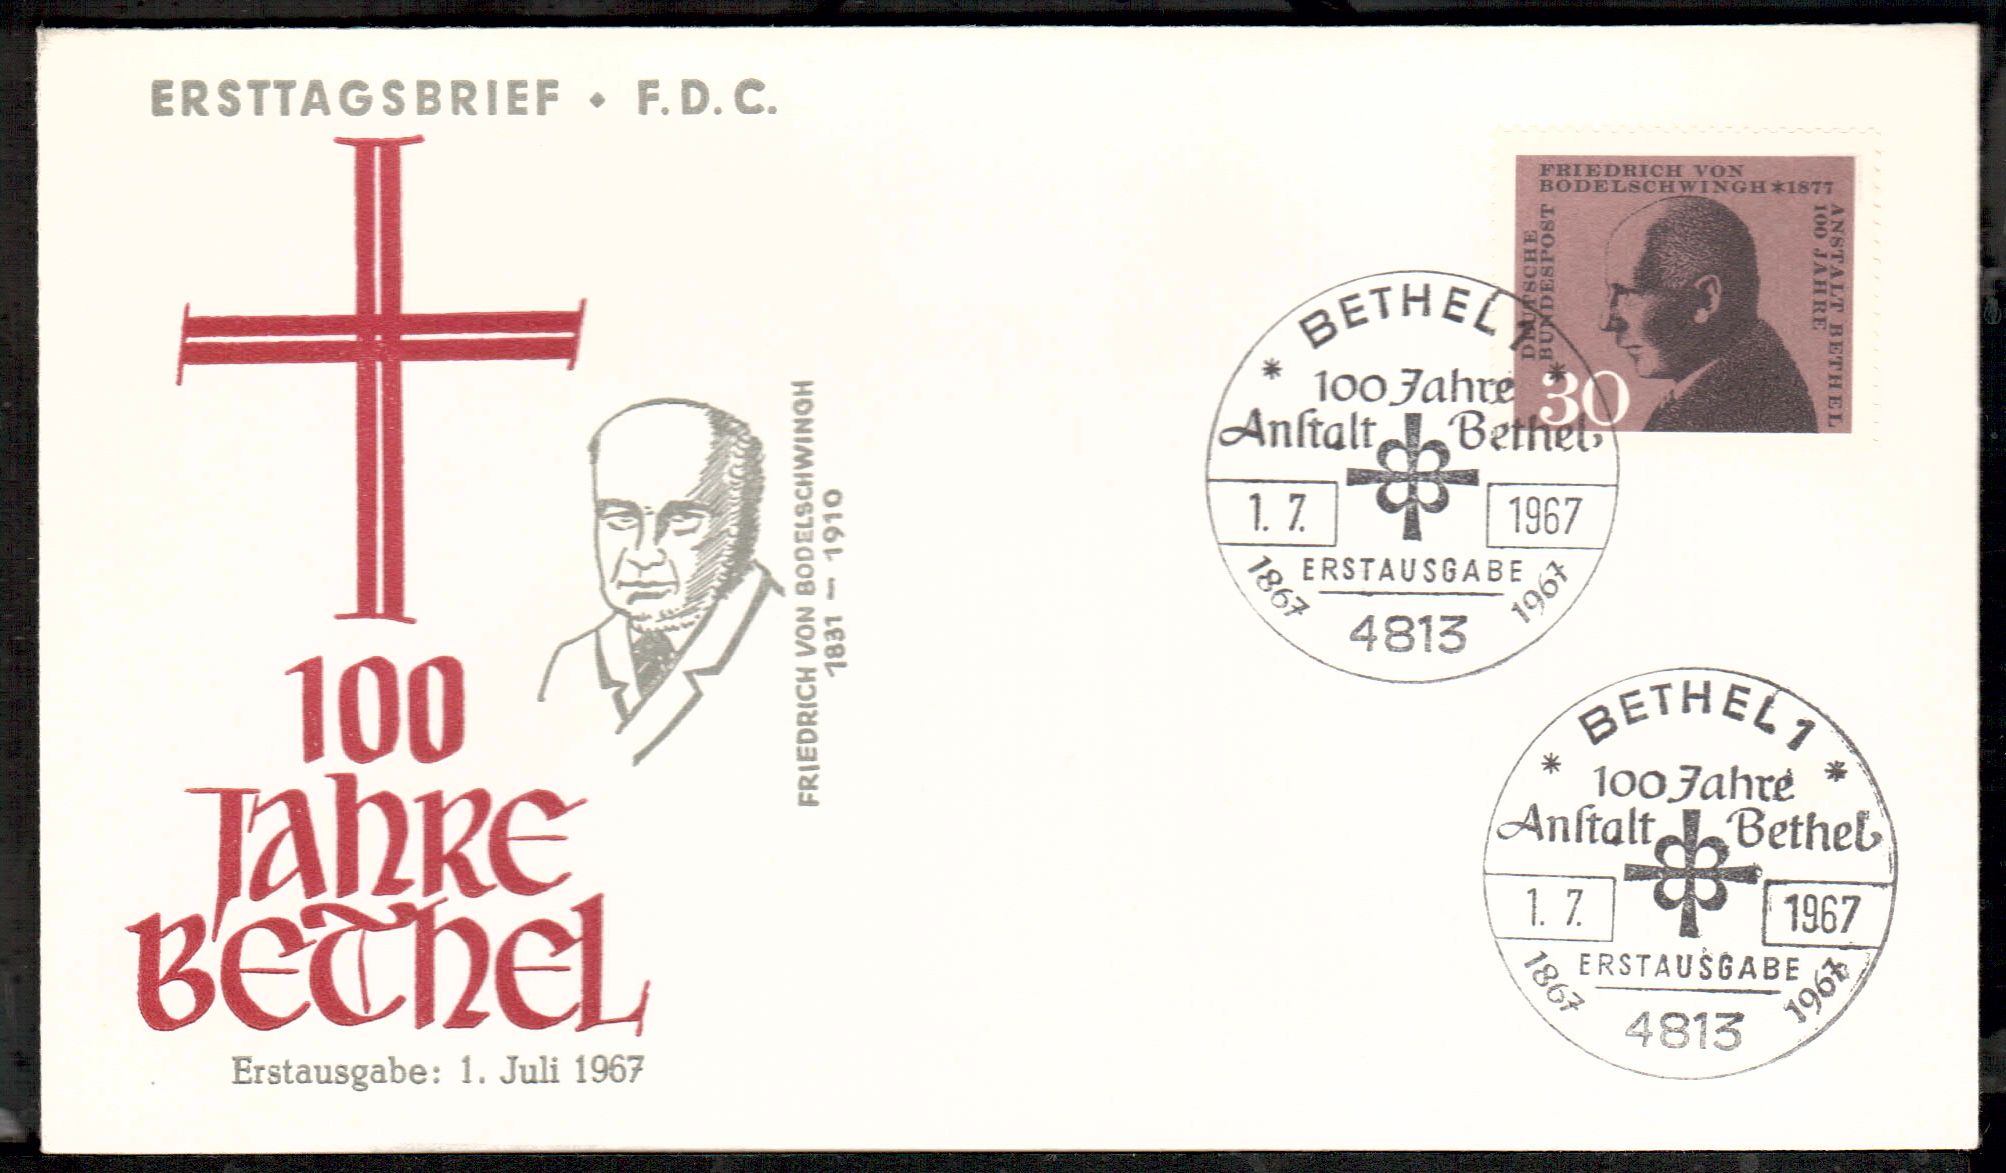 ERSTTAGSBRIEF • F.D.C.
100
JAHRE
BETHEL
Erstausgabe: 1. Juli 1967
FRIEDRICH VON BODELSCHWINGH
1831 – 1910
FRIEDRICH VON
BODELSCHWINGH*1877
DEUTSCHE
BUNDESPOST
ANSTALT BETHEL
100 JAHRE
30
BETHEL 1
* *
100 Jahre
Anſtalt Bethel
1. 7. 1967
ERSTAUSGABE
1867 1967
4813
BETHEL 1
* *
100 Jahre
Anſtalt Bethel
1. 7. 1967
ERSTAUSGABE
1867 1967
4813